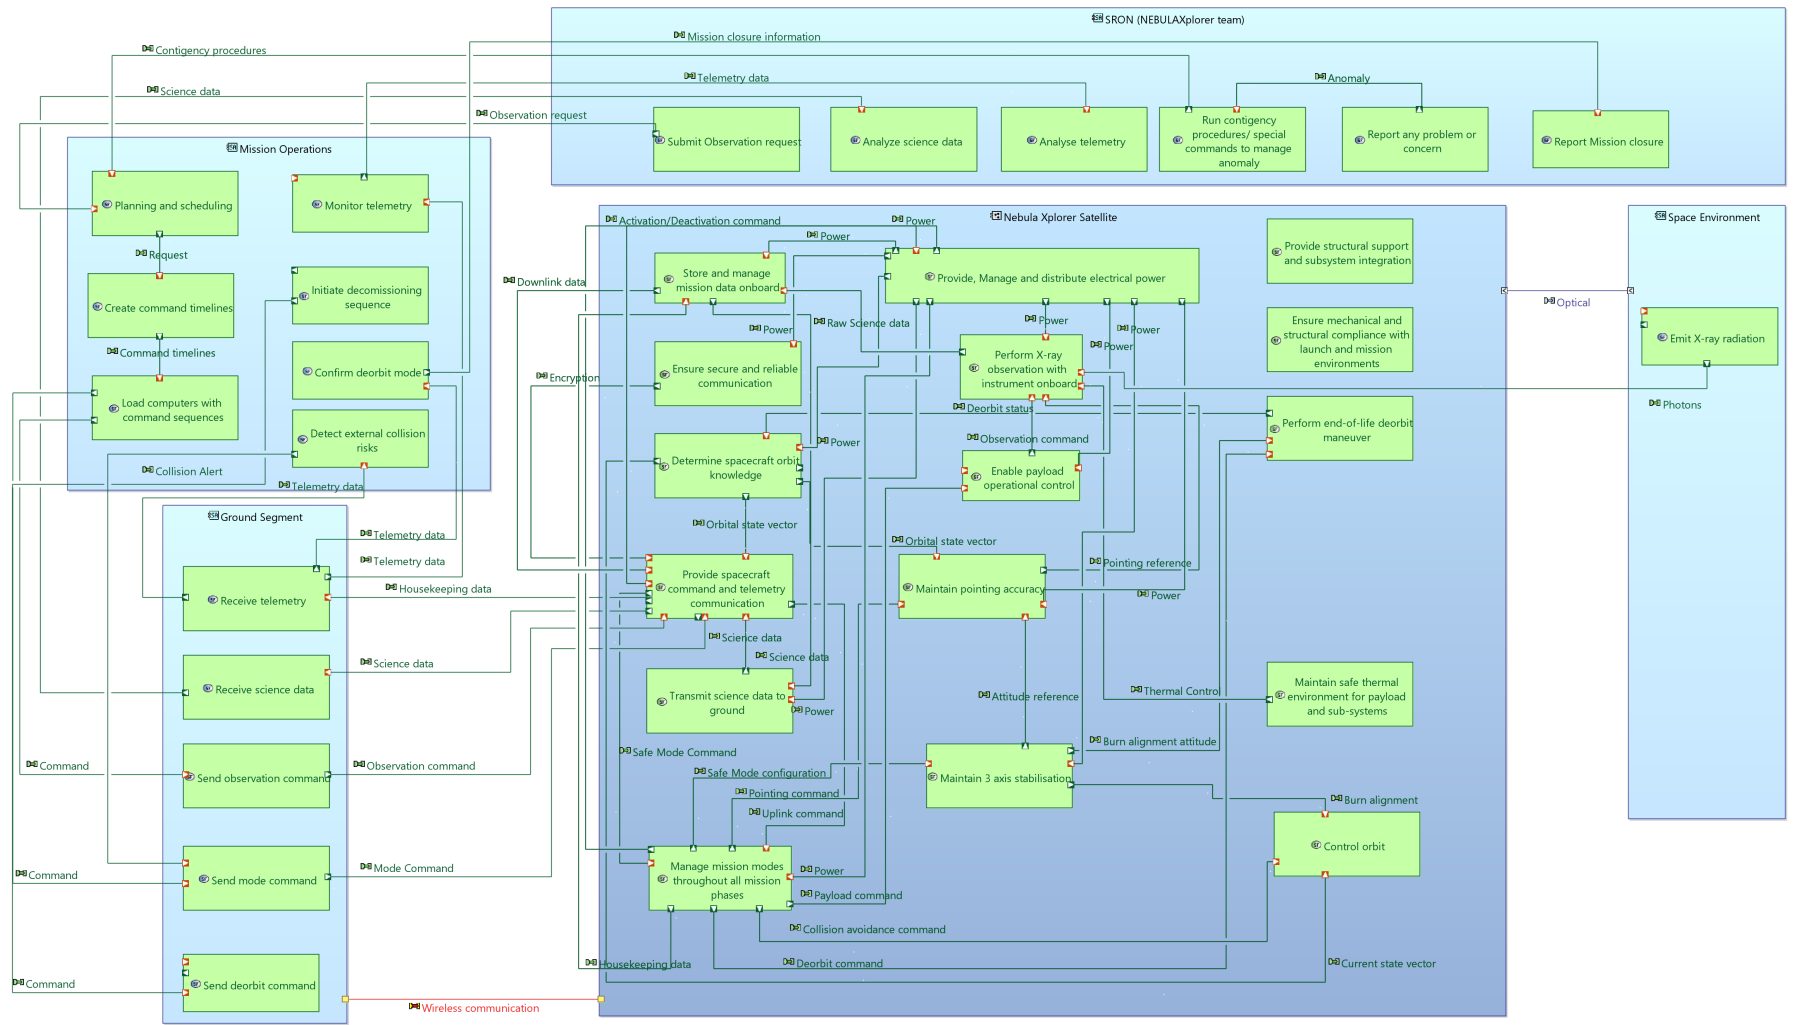 SRON (NEBULAXplorer team)
Mission closure information
Contigency procedures
Telemetry data
Anomaly
Science data
Observation request
Submit Observation request
Analyze science data
Analyse telemetry
Run contigency
procedures/ special
commands to manage
anomaly
Report any problem or
concern
Report Mission closure
Mission Operations
Planning and scheduling
Monitor telemetry
Request
Create command timelines
Initiate decomissioning
sequence
Command timelines
Confirm deorbit mode
Load computers with
command sequences
Detect external collision
risks
Collision Alert
Telemetry data
Ground Segment
Telemetry data
Telemetry data
Receive telemetry
Housekeeping data
Science data
Receive science data
Command
Send observation command
Observation command
Command
Send mode command
Mode Command
Command
Send deorbit command
Wireless communication
Nebula Xplorer Satellite
Activation/Deactivation command
Power
Power
Store and manage
mission data onboard
Provide, Manage and distribute electrical power
Provide structural support
and subsystem integration
Downlink data
Raw Science data
Power
Power
Power
Power
Ensure secure and reliable
communication
Perform X-ray
observation with
instrument onboard
Ensure mechanical and
structural compliance with
launch and mission
environments
Encryption
Deorbit status
Perform end-of-life deorbit
maneuver
Power
Observation command
Determine spacecraft orbit
knowledge
Enable payload
operational control
Orbital state vector
Orbital state vector
Pointing reference
Provide spacecraft
command and telemetry
communication
Maintain pointing accuracy
Power
Science data
Science data
Transmit science data to
ground
Power
Attitude reference
Thermal Control
Maintain safe thermal
environment for payload
and sub-systems
Safe Mode Command
Burn alignment attitude
Safe Mode configuration
Maintain 3 axis stabilisation
Pointing command
Uplink command
Burn alignment
Control orbit
Manage mission modes
throughout all mission
phases
Power
Payload command
Collision avoidance command
Housekeeping data
Deorbit command
Current state vector
Optical
Space Environment
Emit X-ray radiation
Photons